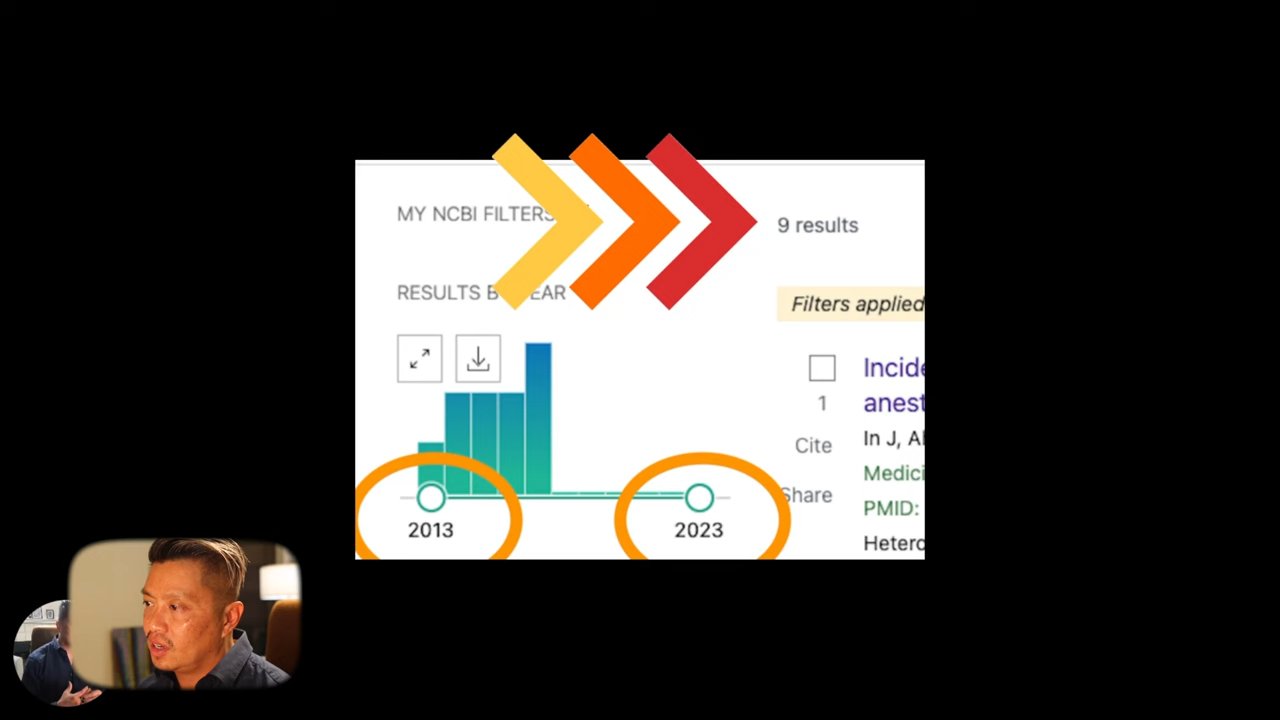 MY NCBI FILTERS
9 results
RESULTS B EAR
Filters applied
1
Cite
Share
2013
2023
Incide
anest
In J, Al
Medici
PMID:
Hetero